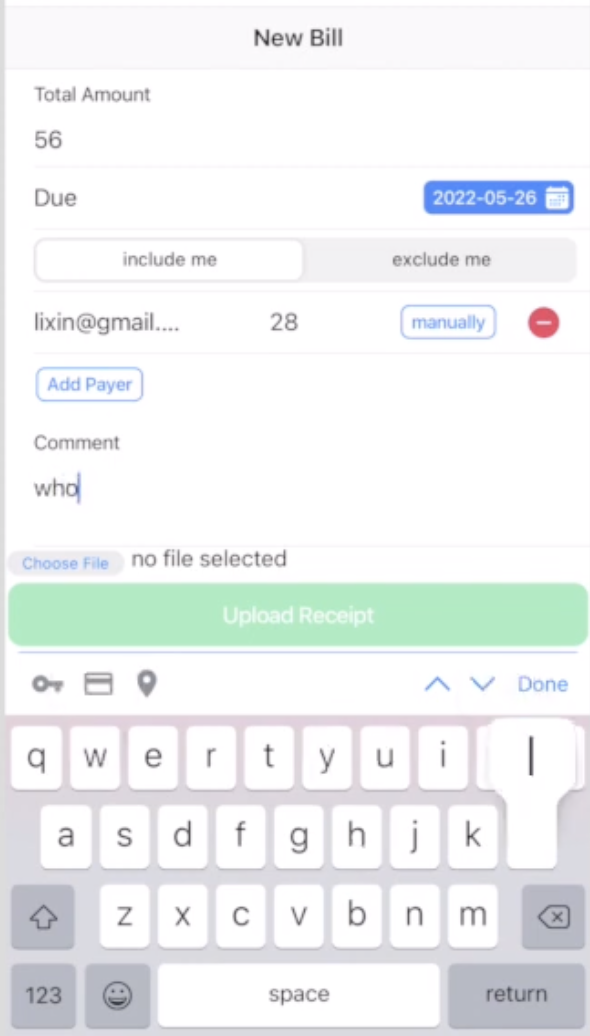 New Bill
Total Amount
56
Due 2022-05-26
include me exclude me
lixin@gmail.... 28 manually
Add Payer
Comment
who
Choose File no file selected
Upload Receipt
Done
q w e r t y u i l
a s d f g h j k
z x c v b n m
123 space return